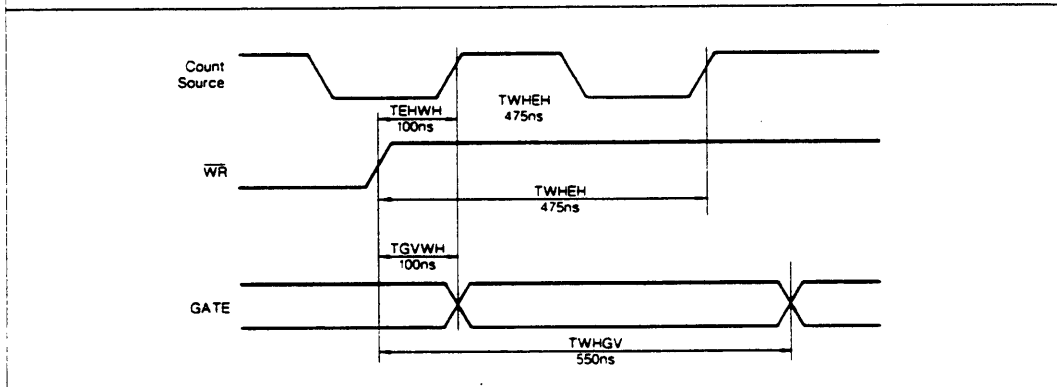 Count
Source
TEHWH
100ns
TWHEH
475ns
WR
TWHEH
475ns
TGVWH
100ns
GATE
TWHGV
550ns